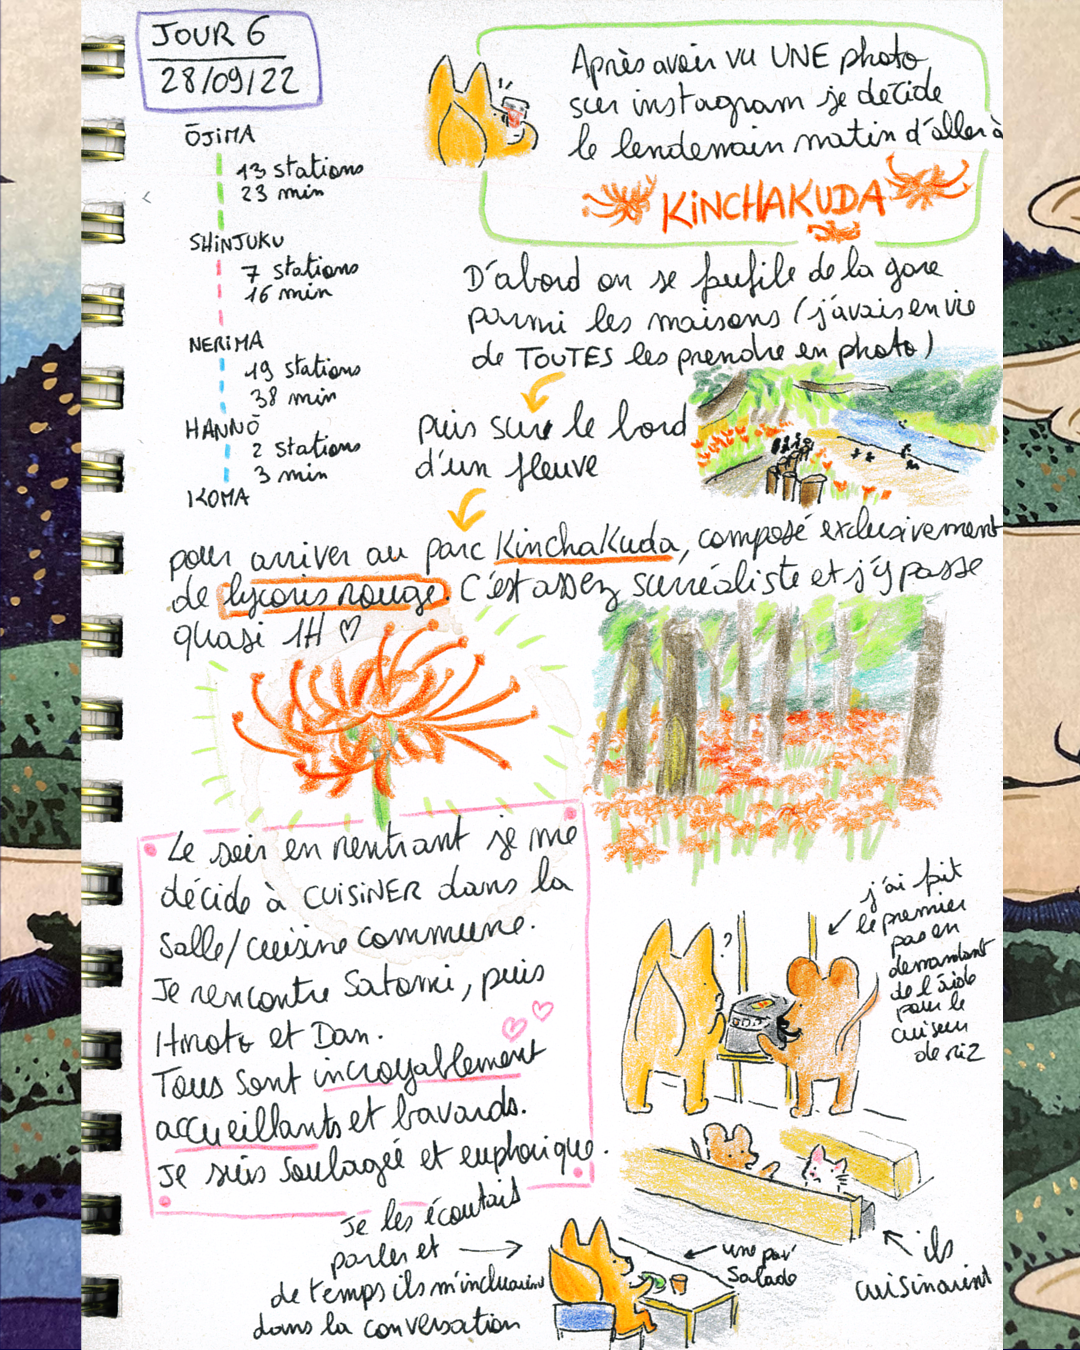 JOUR 6
28/09/22
ŌJIMA
13 stations
23 min
SHINJUKU
7 stations
16 min
NERIMA
19 stations
38 min
HANNŌ
2 stations
3 min
IKOMA
Après avoir vu UNE photo
sur instagram je décide
le lendemain matin d'aller à
KINCHAKUDA
D'abord on se faufile de la gare
parmi les maisons (j'avais envie
de TOUTES les prendre en photo)
puis sur le bord
d'un fleuve
pour arriver au parc KinchaKuda, composé exclusivement
de lycoris rouge. C'est assez surréaliste et j'y passe
quasi 1H ♡
Le soir en rentrant je me
décide à CUISINER dans la
salle/cuisine commune.
Je rencontre Satomi, puis
Hiroto et Dan.
Tous sont incroyablement
accueillants et bavards.
Je suis soulagée et euphorique.
j'ai fait
le premier
pas en
demandant
de l'aide
pour le
cuiseur
de riz
?
Je les écoutais
parler et
de temps ils m'incluaient
dans la conversation
une
salade
ils
cuisinaient